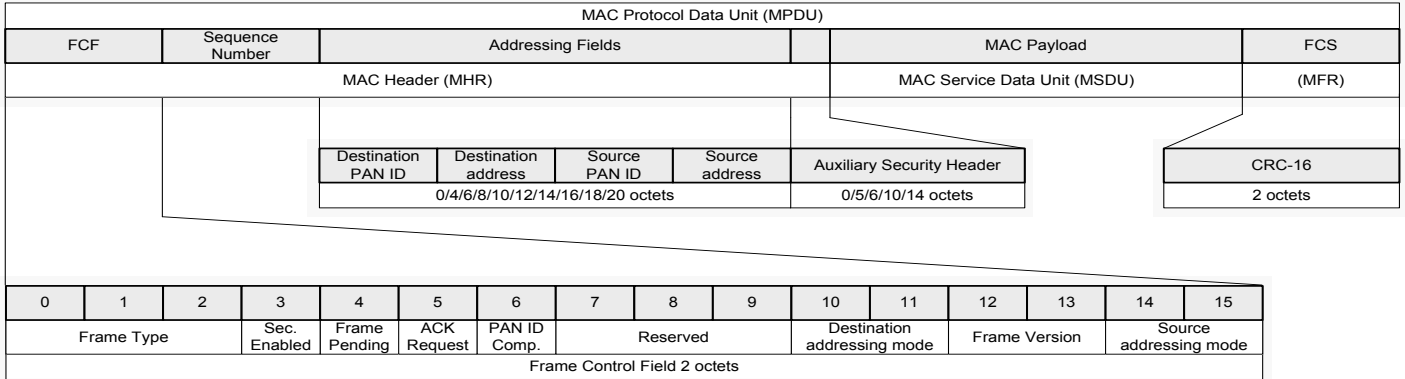 MAC Protocol Data Unit (MPDU)
FCF
Sequence
Number
Addressing Fields
MAC Payload
FCS
MAC Header (MHR)
MAC Service Data Unit (MSDU)
(MFR)
Destination
PAN ID
Destination
address
Source
PAN ID
Source
address
Auxiliary Security Header
CRC-16
0/4/6/8/10/12/14/16/18/20 octets
0/5/6/10/14 octets
2 octets
0 1 2 3 4 5 6 7 8 9 10 11 12 13 14 15
Frame Type
Sec.
Enabled
Frame
Pending
ACK
Request
PAN ID
Comp.
Reserved
Destination
addressing mode
Frame Version
Source
addressing mode
Frame Control Field 2 octets